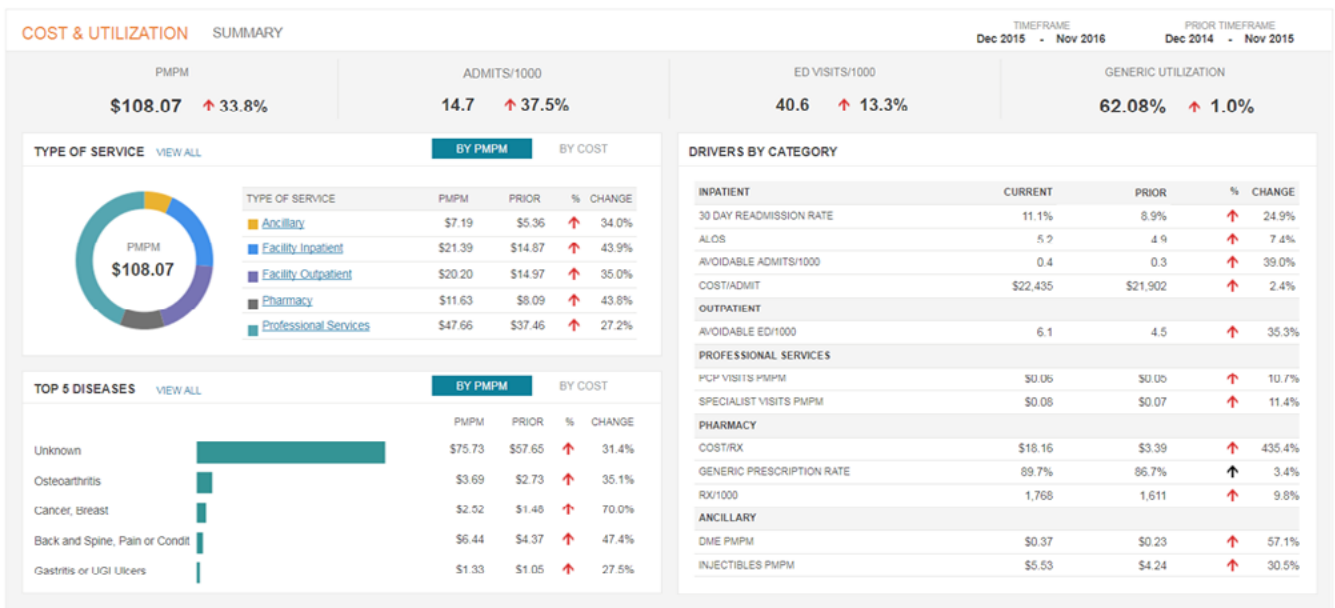 COST & UTILIZATION SUMMARY
TIMEFRAME PRIOR TIMEFRAME
Dec 2015 - Nov 2016 Dec 2014 - Nov 2015
PMPM ADMITS/1000 ED VISITS/1000 GENERIC UTILIZATION
$108.07 ↑ 33.8% 14.7 ↑ 37.5% 40.6 ↑ 13.3% 62.08% ↑ 1.0%
TYPE OF SERVICE VIEW ALL BY PMPM BY COST
PMPM
$108.07
TYPE OF SERVICE PMPM PRIOR % CHANGE
Ancillary $7.19 $5.36 ↑ 34.0%
Facility Inpatient $21.39 $14.87 ↑ 43.9%
Facility Outpatient $20.20 $14.97 ↑ 35.0%
Pharmacy $11.63 $8.09 ↑ 43.8%
Professional Services $47.66 $37.46 ↑ 27.2%
TOP 5 DISEASES VIEW ALL BY PMPM BY COST
PMPM PRIOR % CHANGE
Unknown $75.73 $57.65 ↑ 31.4%
Osteoarthritis $3.69 $2.73 ↑ 35.1%
Cancer, Breast $2.52 $1.48 ↑ 70.0%
Back and Spine, Pain or Condit $6.44 $4.37 ↑ 47.4%
Gastritis or UGI Ulcers $1.33 $1.05 ↑ 27.5%
DRIVERS BY CATEGORY
INPATIENT CURRENT PRIOR % CHANGE
30 DAY READMISSION RATE 11.1% 8.9% ↑ 24.9%
ALOS 5.2 4.9 ↑ 7.4%
AVOIDABLE ADMITS/1000 0.4 0.3 ↑ 39.0%
COST/ADMIT $22,435 $21,902 ↑ 2.4%
OUTPATIENT
AVOIDABLE ED/1000 6.1 4.5 ↑ 35.3%
PROFESSIONAL SERVICES
PCP VISITS PMPM $0.06 $0.05 ↑ 10.7%
SPECIALIST VISITS PMPM $0.08 $0.07 ↑ 11.4%
PHARMACY
COST/RX $18.16 $3.39 ↑ 435.4%
GENERIC PRESCRIPTION RATE 89.7% 86.7% ↑ 3.4%
RX/1000 1,768 1,611 ↑ 9.8%
ANCILLARY
DME PMPM $0.37 $0.23 ↑ 57.1%
INJECTIBLES PMPM $5.53 $4.24 ↑ 30.5%